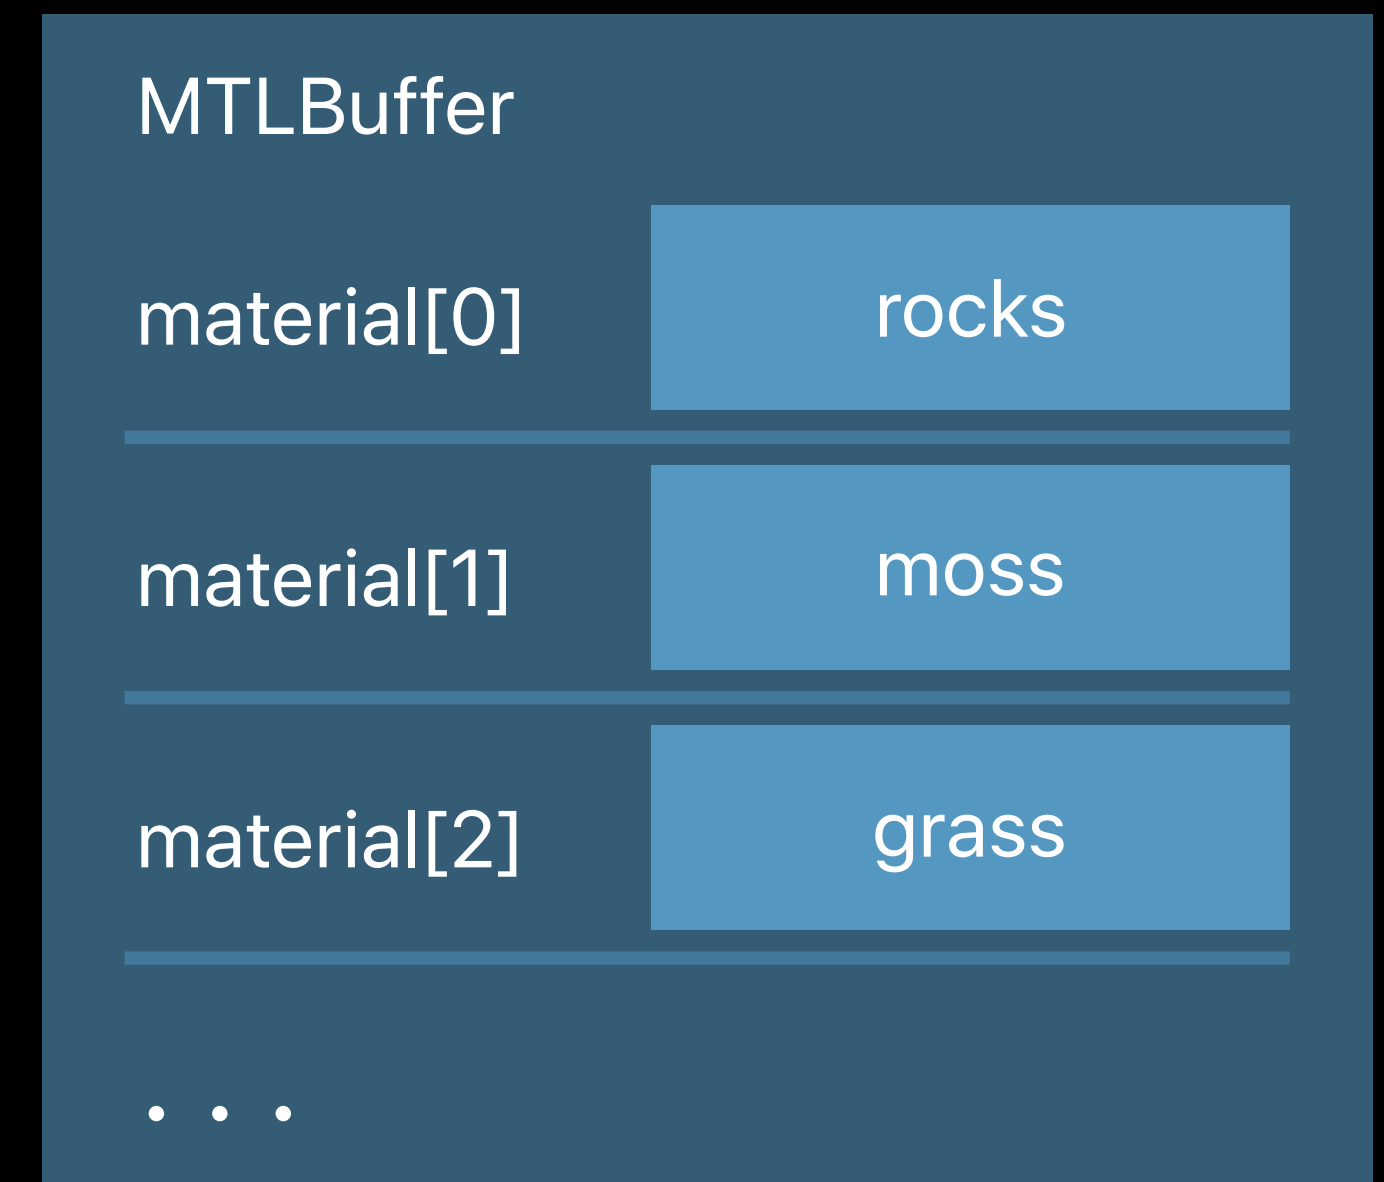 MTLBuffer
material[0] rocks
material[1] moss
material[2] grass
. . .